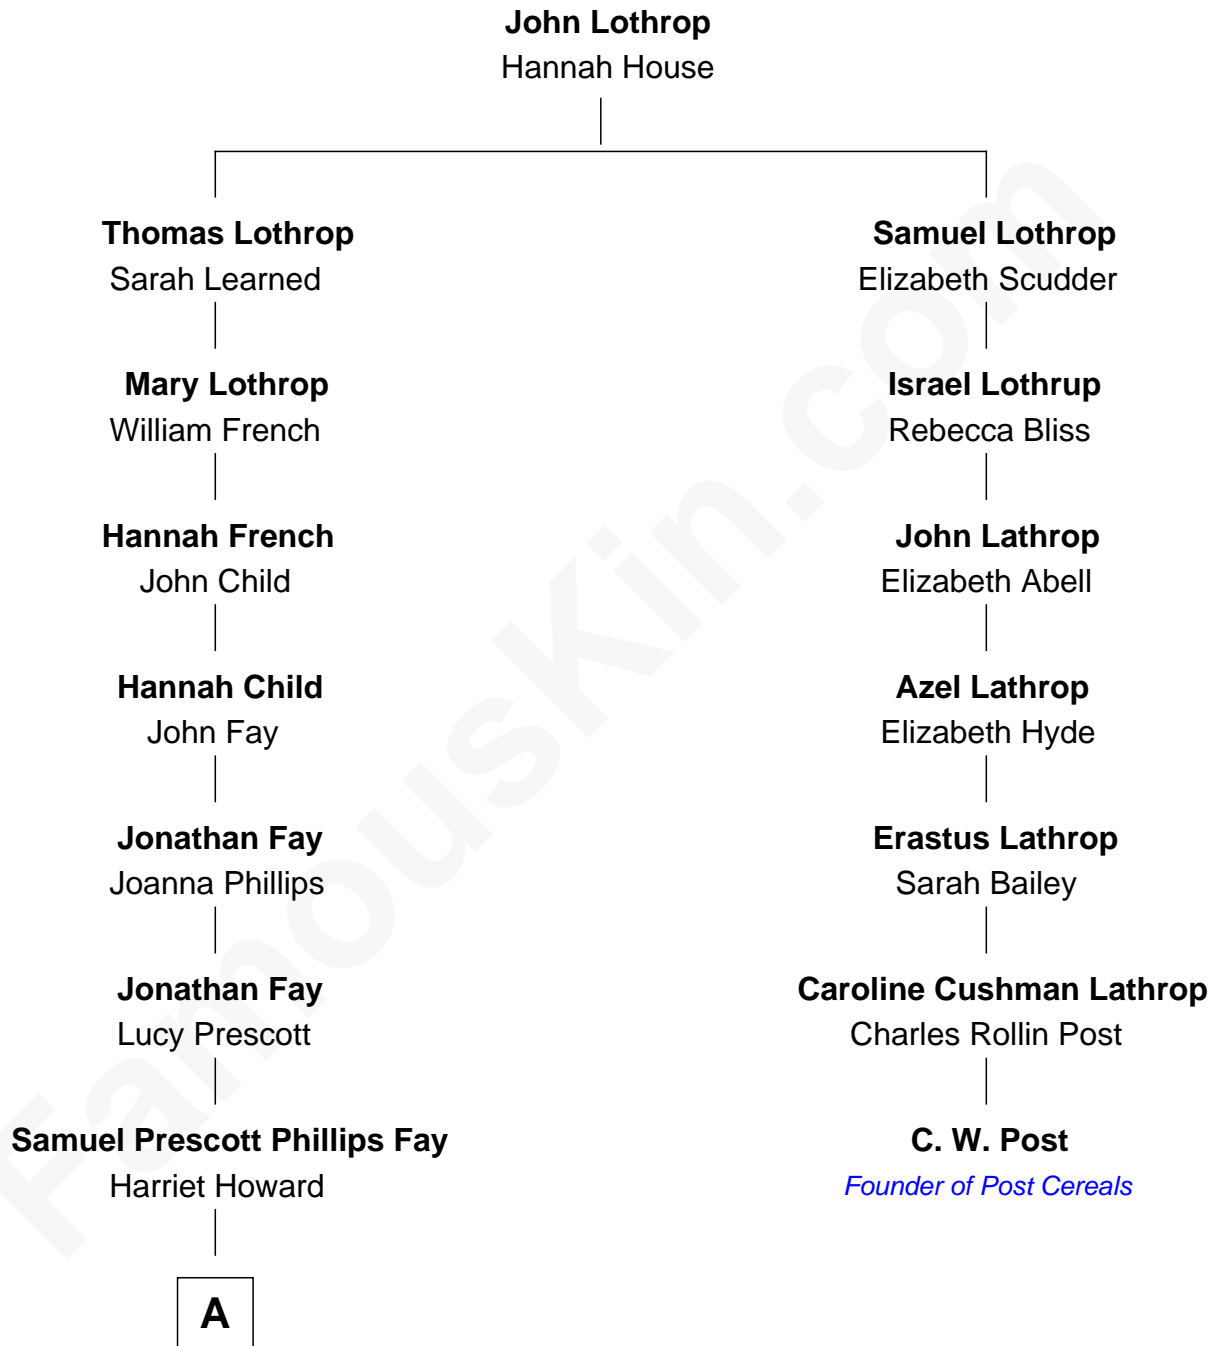 John Lothrop
Hannah House
Thomas Lothrop
Sarah Learned
Samuel Lothrop
Elizabeth Scudder
Mary Lothrop
William French
Israel Lothrup
Rebecca Bliss
Hannah French
John Child
John Lathrop
Elizabeth Abell
Hannah Child
John Fay
Azel Lathrop
Elizabeth Hyde
Jonathan Fay
Joanna Phillips
Erastus Lathrop
Sarah Bailey
Jonathan Fay
Lucy Prescott
Caroline Cushman Lathrop
Charles Rollin Post
Samuel Prescott Phillips Fay
Harriet Howard
C. W. Post
Founder of Post Cereals
A
FamousKin.com